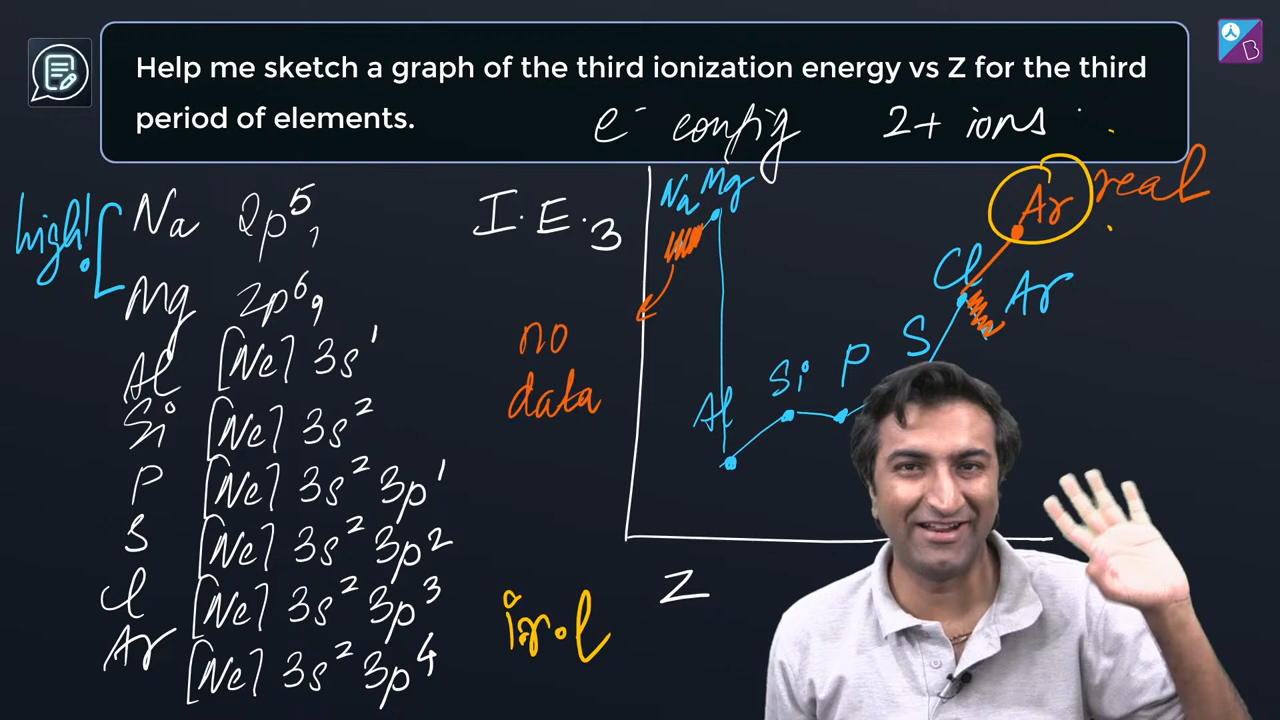 Help me sketch a graph of the third ionization energy vs Z for the third
period of elements.
e⁻ config 2+ ions
high!
Na 2p⁵
Mg 2p⁶
Al [Ne] 3s¹
Si [Ne] 3s²
P [Ne] 3s² 3p¹
S [Ne] 3s² 3p²
Cl [Ne] 3s² 3p³
Ar [Ne] 3s² 3p⁴
I.E.₃
Na Mg
no
data
Al
Si
P
S
Cl
Ar
Ar real
Z
B